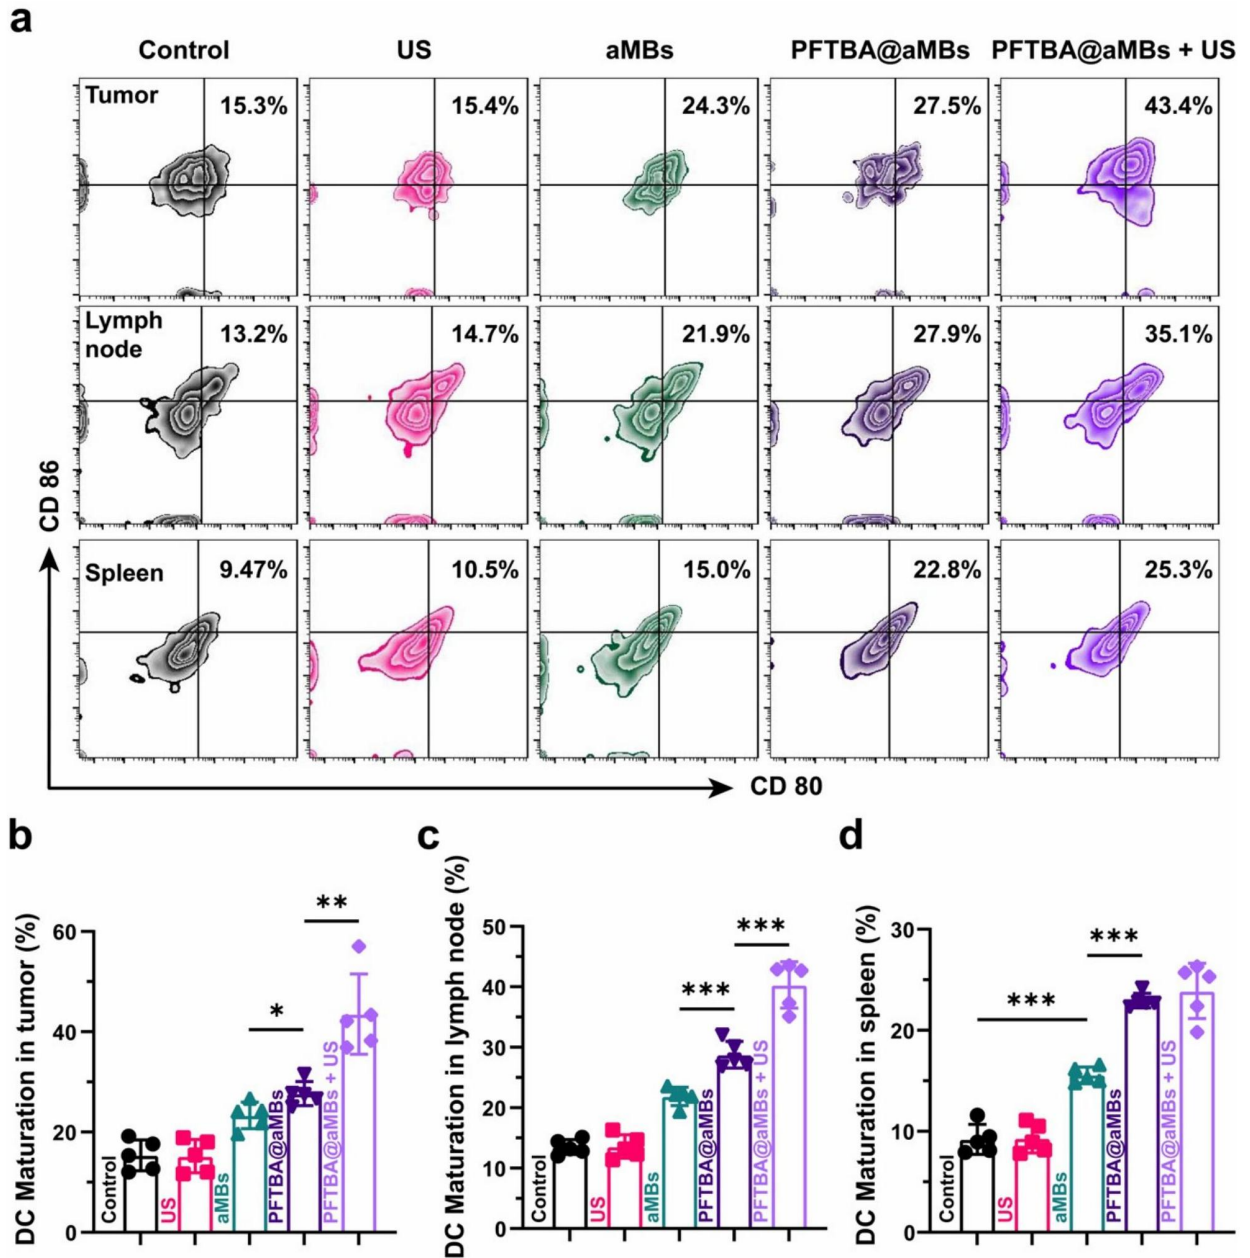 a
Control US aMBs PFTBA@aMBs PFTBA@aMBs + US
Tumor 15.3% 15.4% 24.3% 27.5% 43.4%
Lymph
node 13.2% 14.7% 21.9% 27.9% 35.1%
Spleen 9.47% 10.5% 15.0% 22.8% 25.3%
CD 86
CD 80
b
DC Maturation in tumor (%)
60
40
20
0
* **
Control
US
aMBs
PFTBA@aMBs
PFTBA@aMBs + US
c
DC Maturation in lymph node (%)
50
40
30
20
10
0
*** ***
Control
US
aMBs
PFTBA@aMBs
PFTBA@aMBs + US
d
DC Maturation in spleen (%)
30
20
10
0
*** ***
Control
US
aMBs
PFTBA@aMBs
PFTBA@aMBs + US